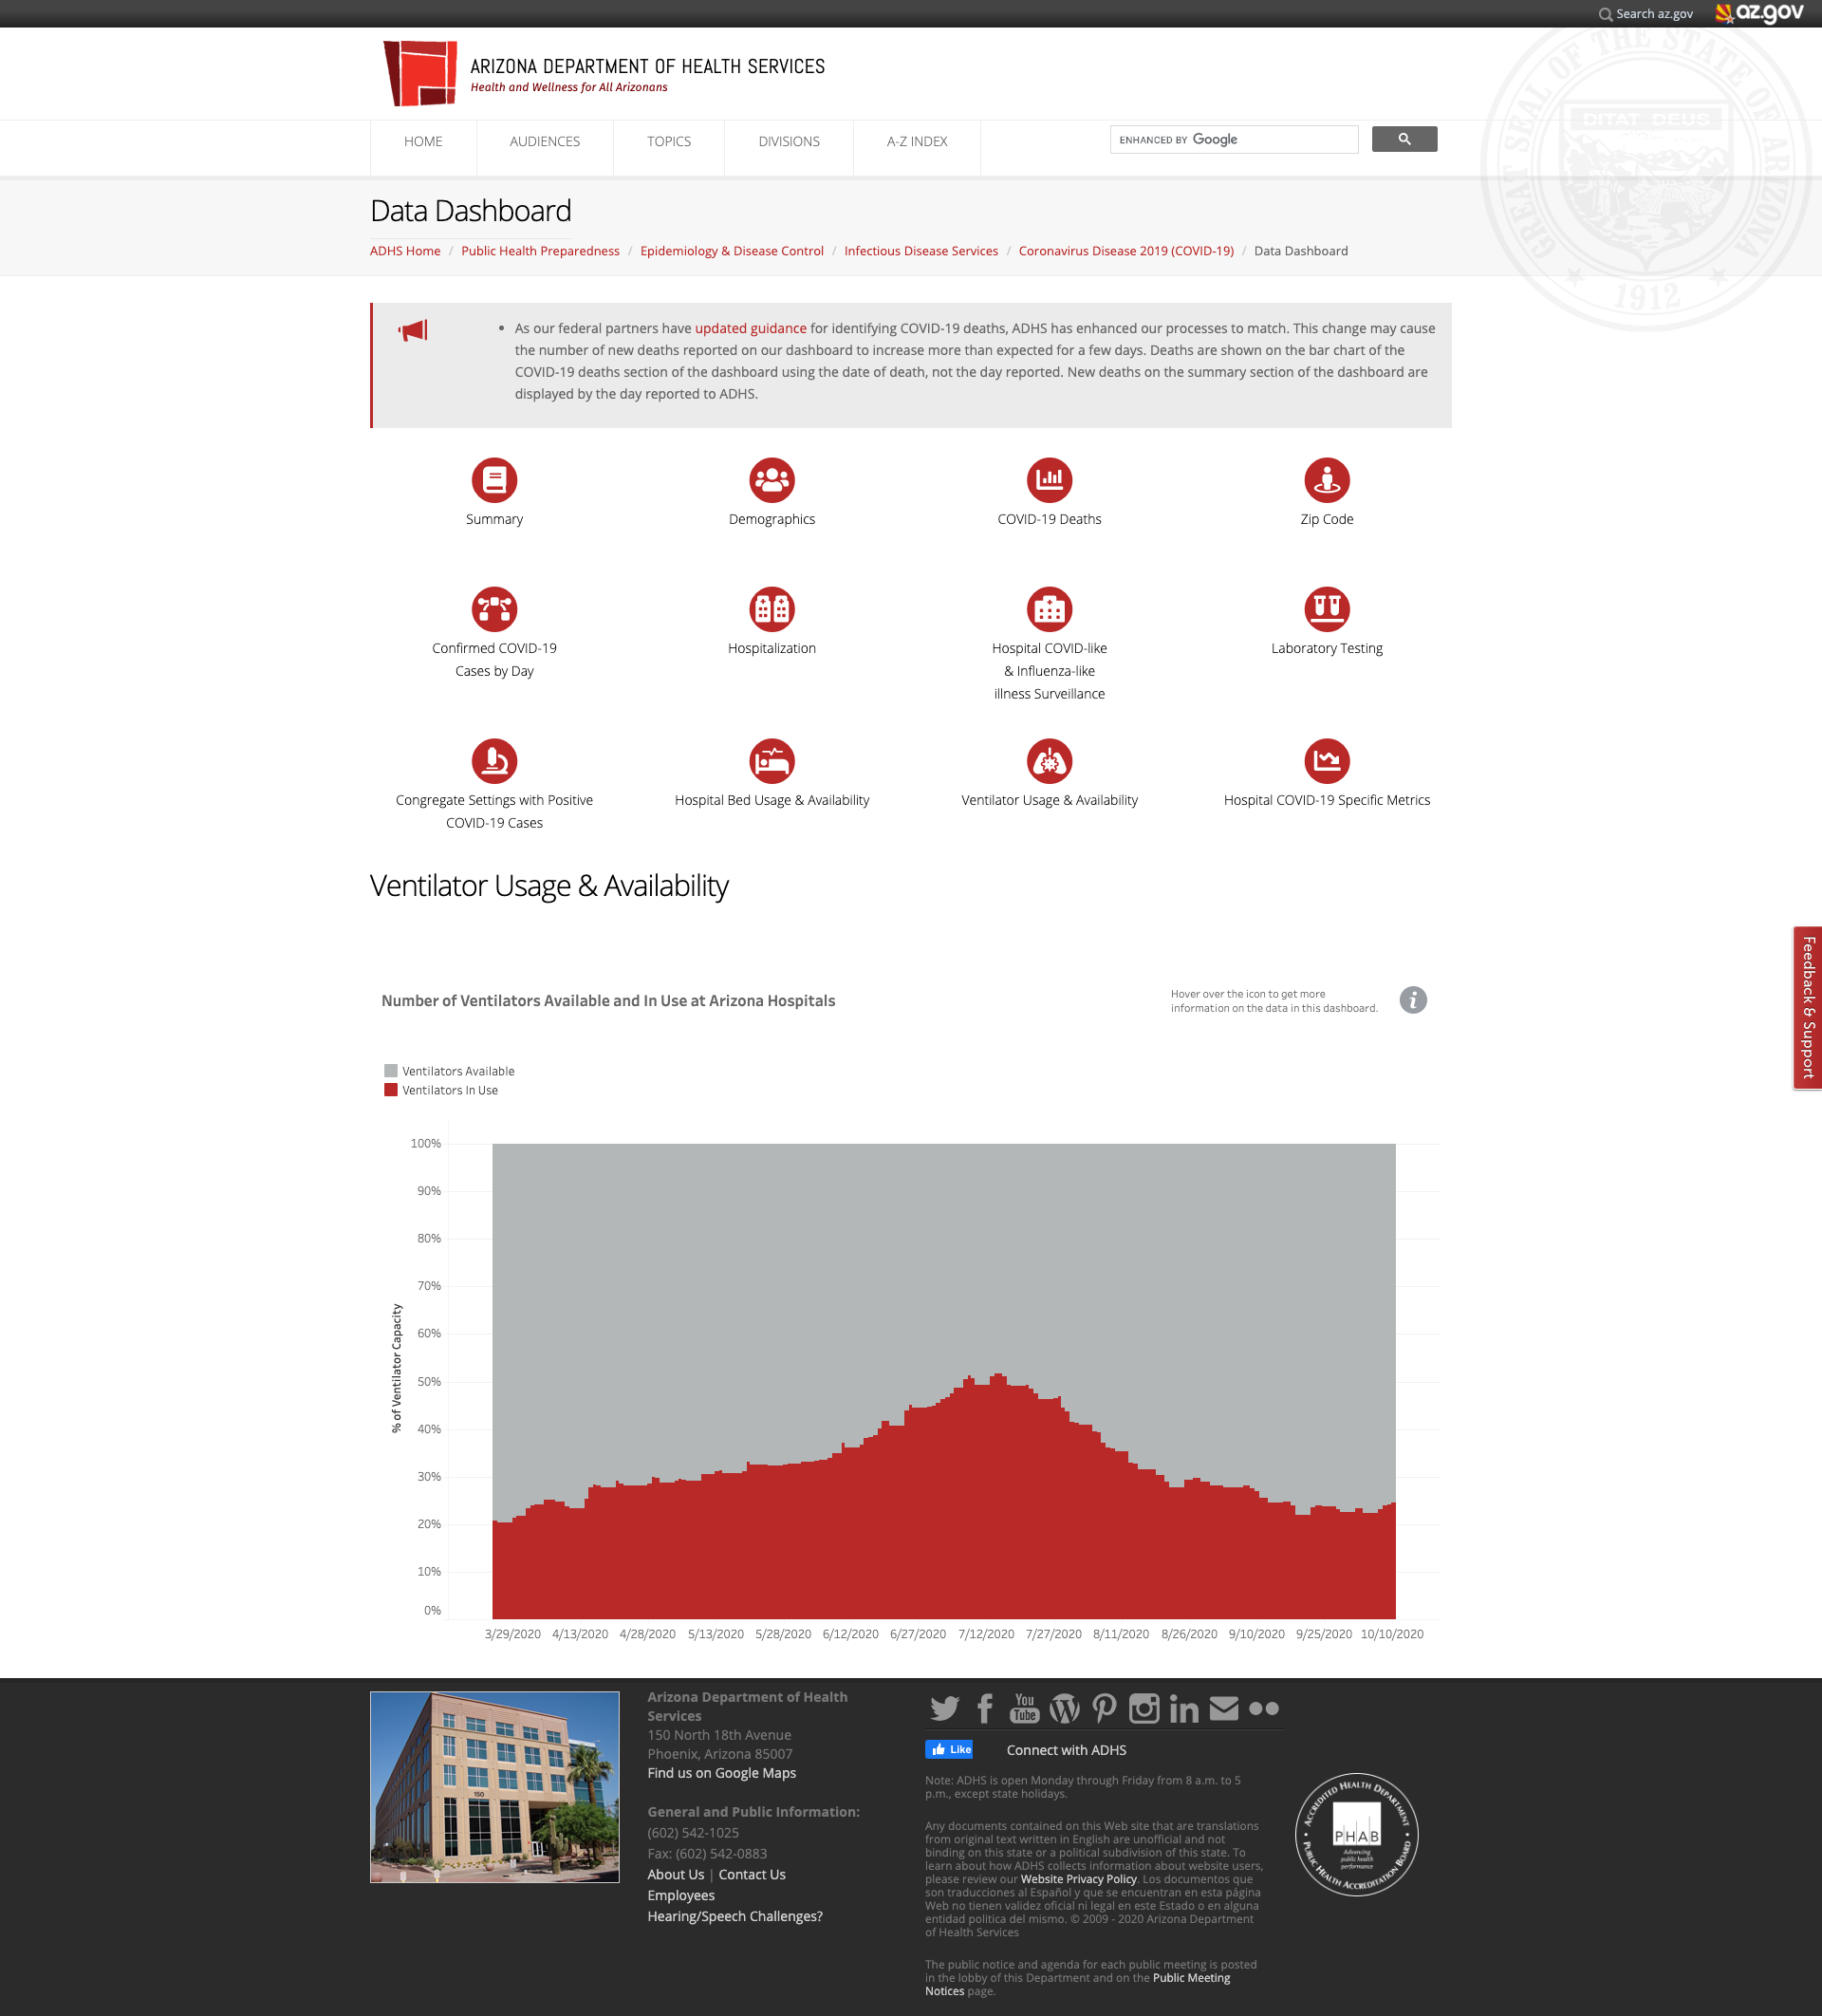 Search az.gov
az.gov
GREAT SEAL OF THE STATE OF ARIZONA
DITAT DEUS
1912
ARIZONA DEPARTMENT OF HEALTH SERVICES
Health and Wellness for All Arizonans
HOME
AUDIENCES
TOPICS
DIVISIONS
A-Z INDEX
ENHANCED BY Google
Data Dashboard
ADHS Home / Public Health Preparedness / Epidemiology & Disease Control / Infectious Disease Services / Coronavirus Disease 2019 (COVID-19) / Data Dashboard
• As our federal partners have updated guidance for identifying COVID-19 deaths, ADHS has enhanced our processes to match. This change may cause
the number of new deaths reported on our dashboard to increase more than expected for a few days. Deaths are shown on the bar chart of the
COVID-19 deaths section of the dashboard using the date of death, not the day reported. New deaths on the summary section of the dashboard are
displayed by the day reported to ADHS.
Summary
Demographics
COVID-19 Deaths
Zip Code
Confirmed COVID-19
Cases by Day
Hospitalization
Hospital COVID-like
& Influenza-like
illness Surveillance
Laboratory Testing
Congregate Settings with Positive
COVID-19 Cases
Hospital Bed Usage & Availability
Ventilator Usage & Availability
Hospital COVID-19 Specific Metrics
Ventilator Usage & Availability
Feedback & Support
Number of Ventilators Available and In Use at Arizona Hospitals
Hover over the icon to get more
information on the data in this dashboard.
i
Ventilators Available
Ventilators In Use
% of Ventilator Capacity
100%
90%
80%
70%
60%
50%
40%
30%
20%
10%
0%
3/29/2020 4/13/2020 4/28/2020 5/13/2020 5/28/2020 6/12/2020 6/27/2020 7/12/2020 7/27/2020 8/11/2020 8/26/2020 9/10/2020 9/25/2020 10/10/2020
150
Arizona Department of Health
Services
150 North 18th Avenue
Phoenix, Arizona 85007
Find us on Google Maps
General and Public Information:
(602) 542-1025
Fax: (602) 542-0883
About Us | Contact Us
Employees
Hearing/Speech Challenges?
You
Tube
in
Like
Connect with ADHS
Note: ADHS is open Monday through Friday from 8 a.m. to 5
p.m., except state holidays.
Any documents contained on this Web site that are translations
from original text written in English are unofficial and not
binding on this state or a political subdivision of this state. To
learn about how ADHS collects information about website users,
please review our Website Privacy Policy. Los documentos que
son traducciones al Español y que se encuentran en esta página
Web no tienen validez oficial ni legal en este Estado o en alguna
entidad politica del mismo. © 2009 - 2020 Arizona Department
of Health Services
The public notice and agenda for each public meeting is posted
in the lobby of this Department and on the Public Meeting
Notices page.
ACCREDITED HEALTH DEPARTMENT
PHAB
Advancing
public health
performance
PUBLIC HEALTH ACCREDITATION BOARD